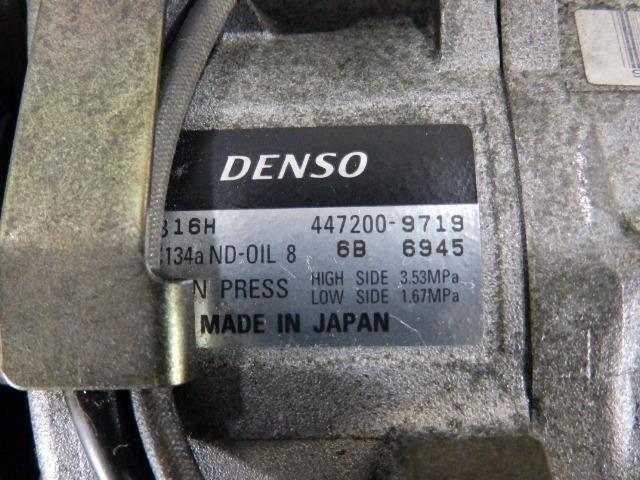 DENSO
316H 447200-9719
134a ND-OIL 8 6B 6945
N PRESS HIGH SIDE 3.53MPa
LOW SIDE 1.67MPa
MADE IN JAPAN